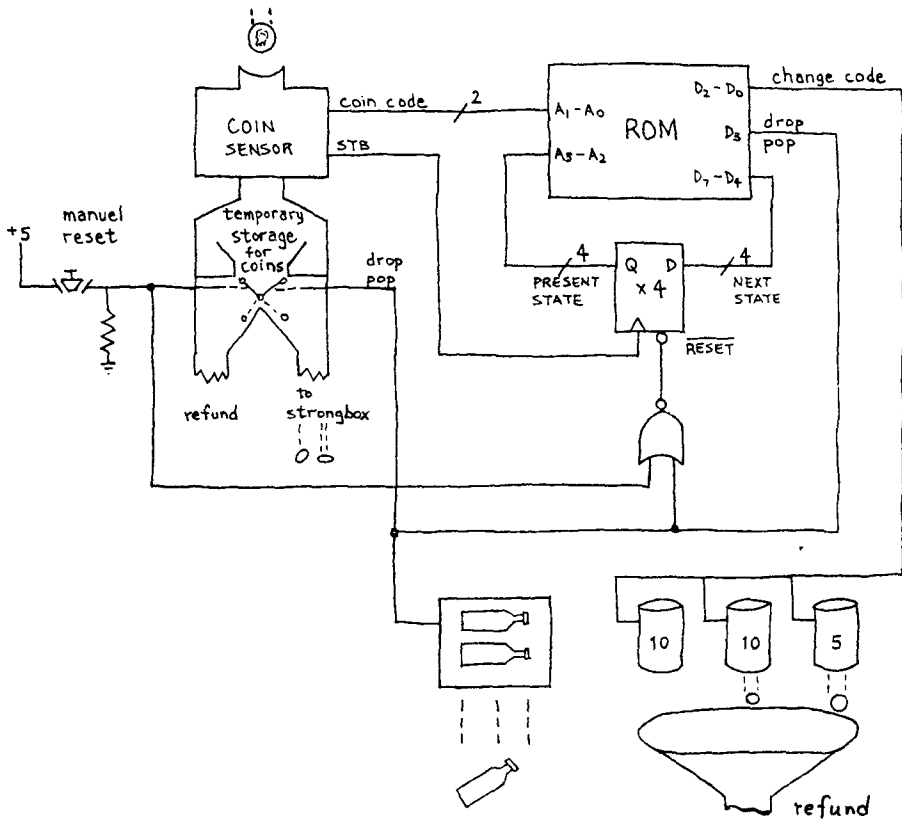 COIN
SENSOR
coin code
2
STB
ROM
A1-A0
A5-A2
D2-D0
D3
D7-D4
change code
drop
pop
+5
manuel
reset
temporary
storage
for
coins
drop
pop
4
PRESENT
STATE
Q D
x 4
4
NEXT
STATE
RESET
refund
to
strongbox
10
10
5
refund